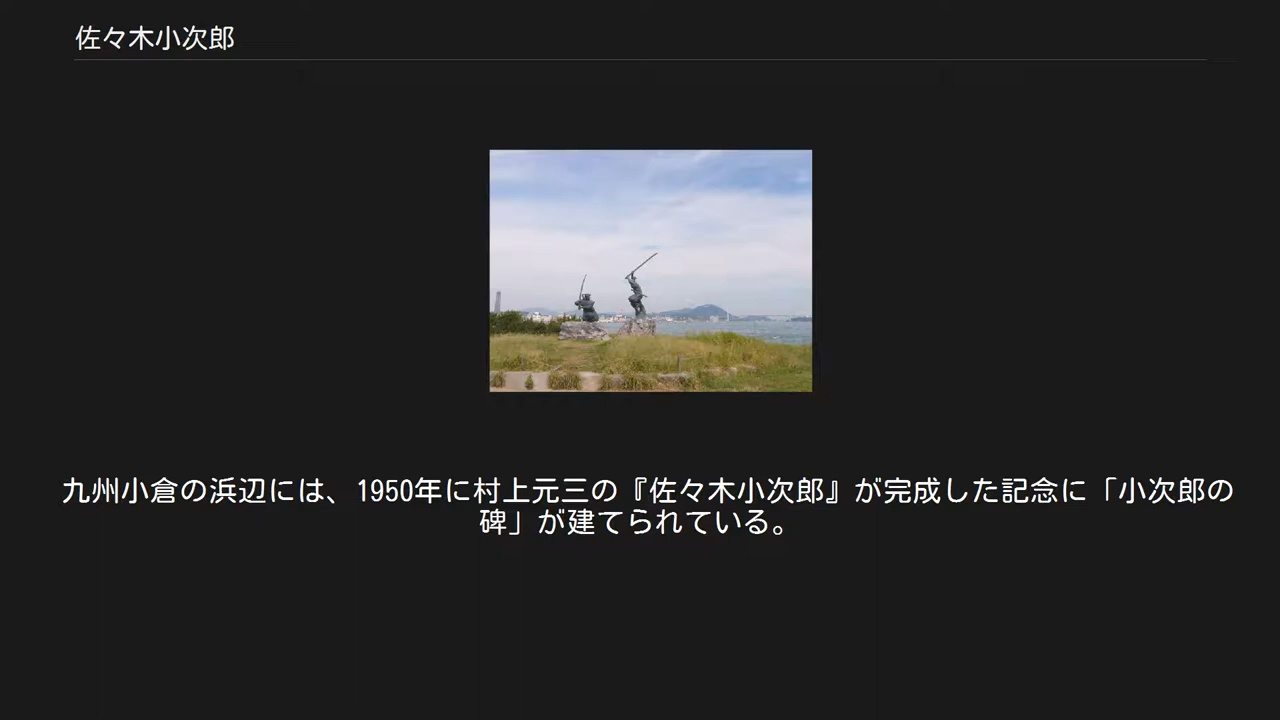 佐々木小次郎
九州小倉の浜辺には、1950年に村上元三の『佐々木小次郎』が完成した記念に「小次郎の
碑」が建てられている。